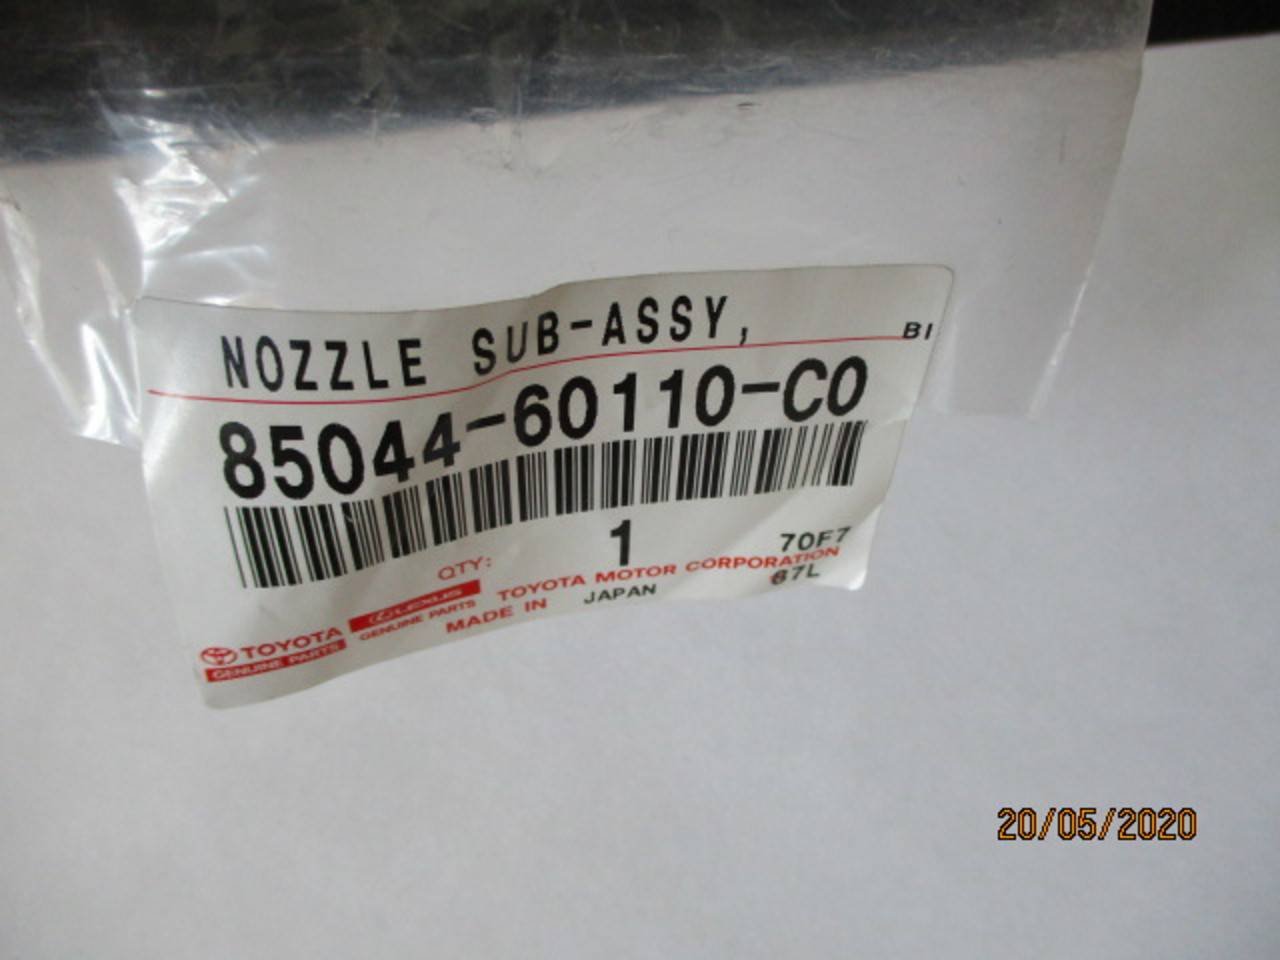 NOZZLE SUB-ASSY, BI
85044-60110-C0
QTY: 1 70F7
TOYOTA MOTOR CORPORATION
67L
MADE IN JAPAN
LEXUS
GENUINE PARTS
TOYOTA
GENUINE PARTS
20/05/2020